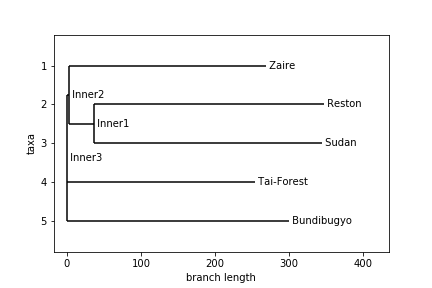 1 Zaire
Inner2
2 Reston
Inner1
3 Sudan
Inner3
4 Tai-Forest
5 Bundibugyo
taxa
0 100 200 300 400
branch length